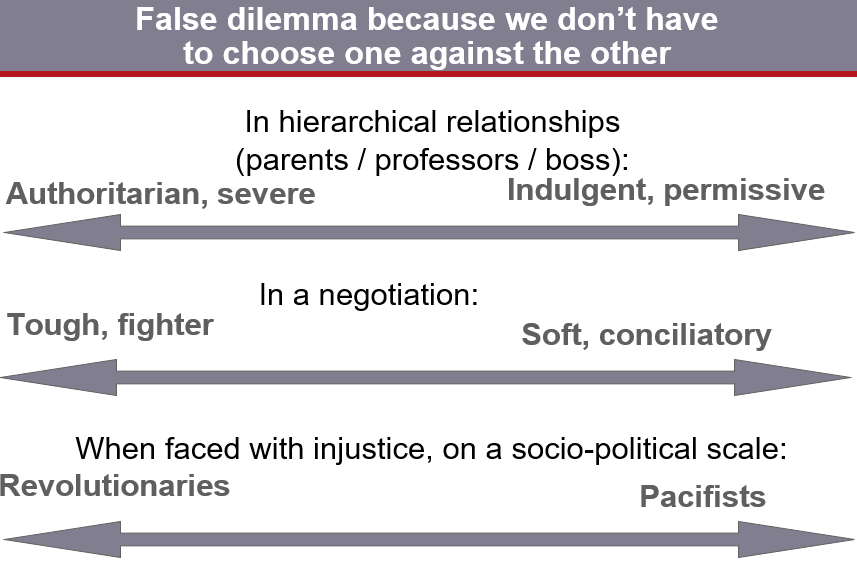 False dilemma because we don’t have
to choose one against the other
In hierarchical relationships
(parents / professors / boss):
Authoritarian, severe
Indulgent, permissive
In a negotiation:
Tough, fighter
Soft, conciliatory
When faced with injustice, on a socio-political scale:
Revolutionaries
Pacifists